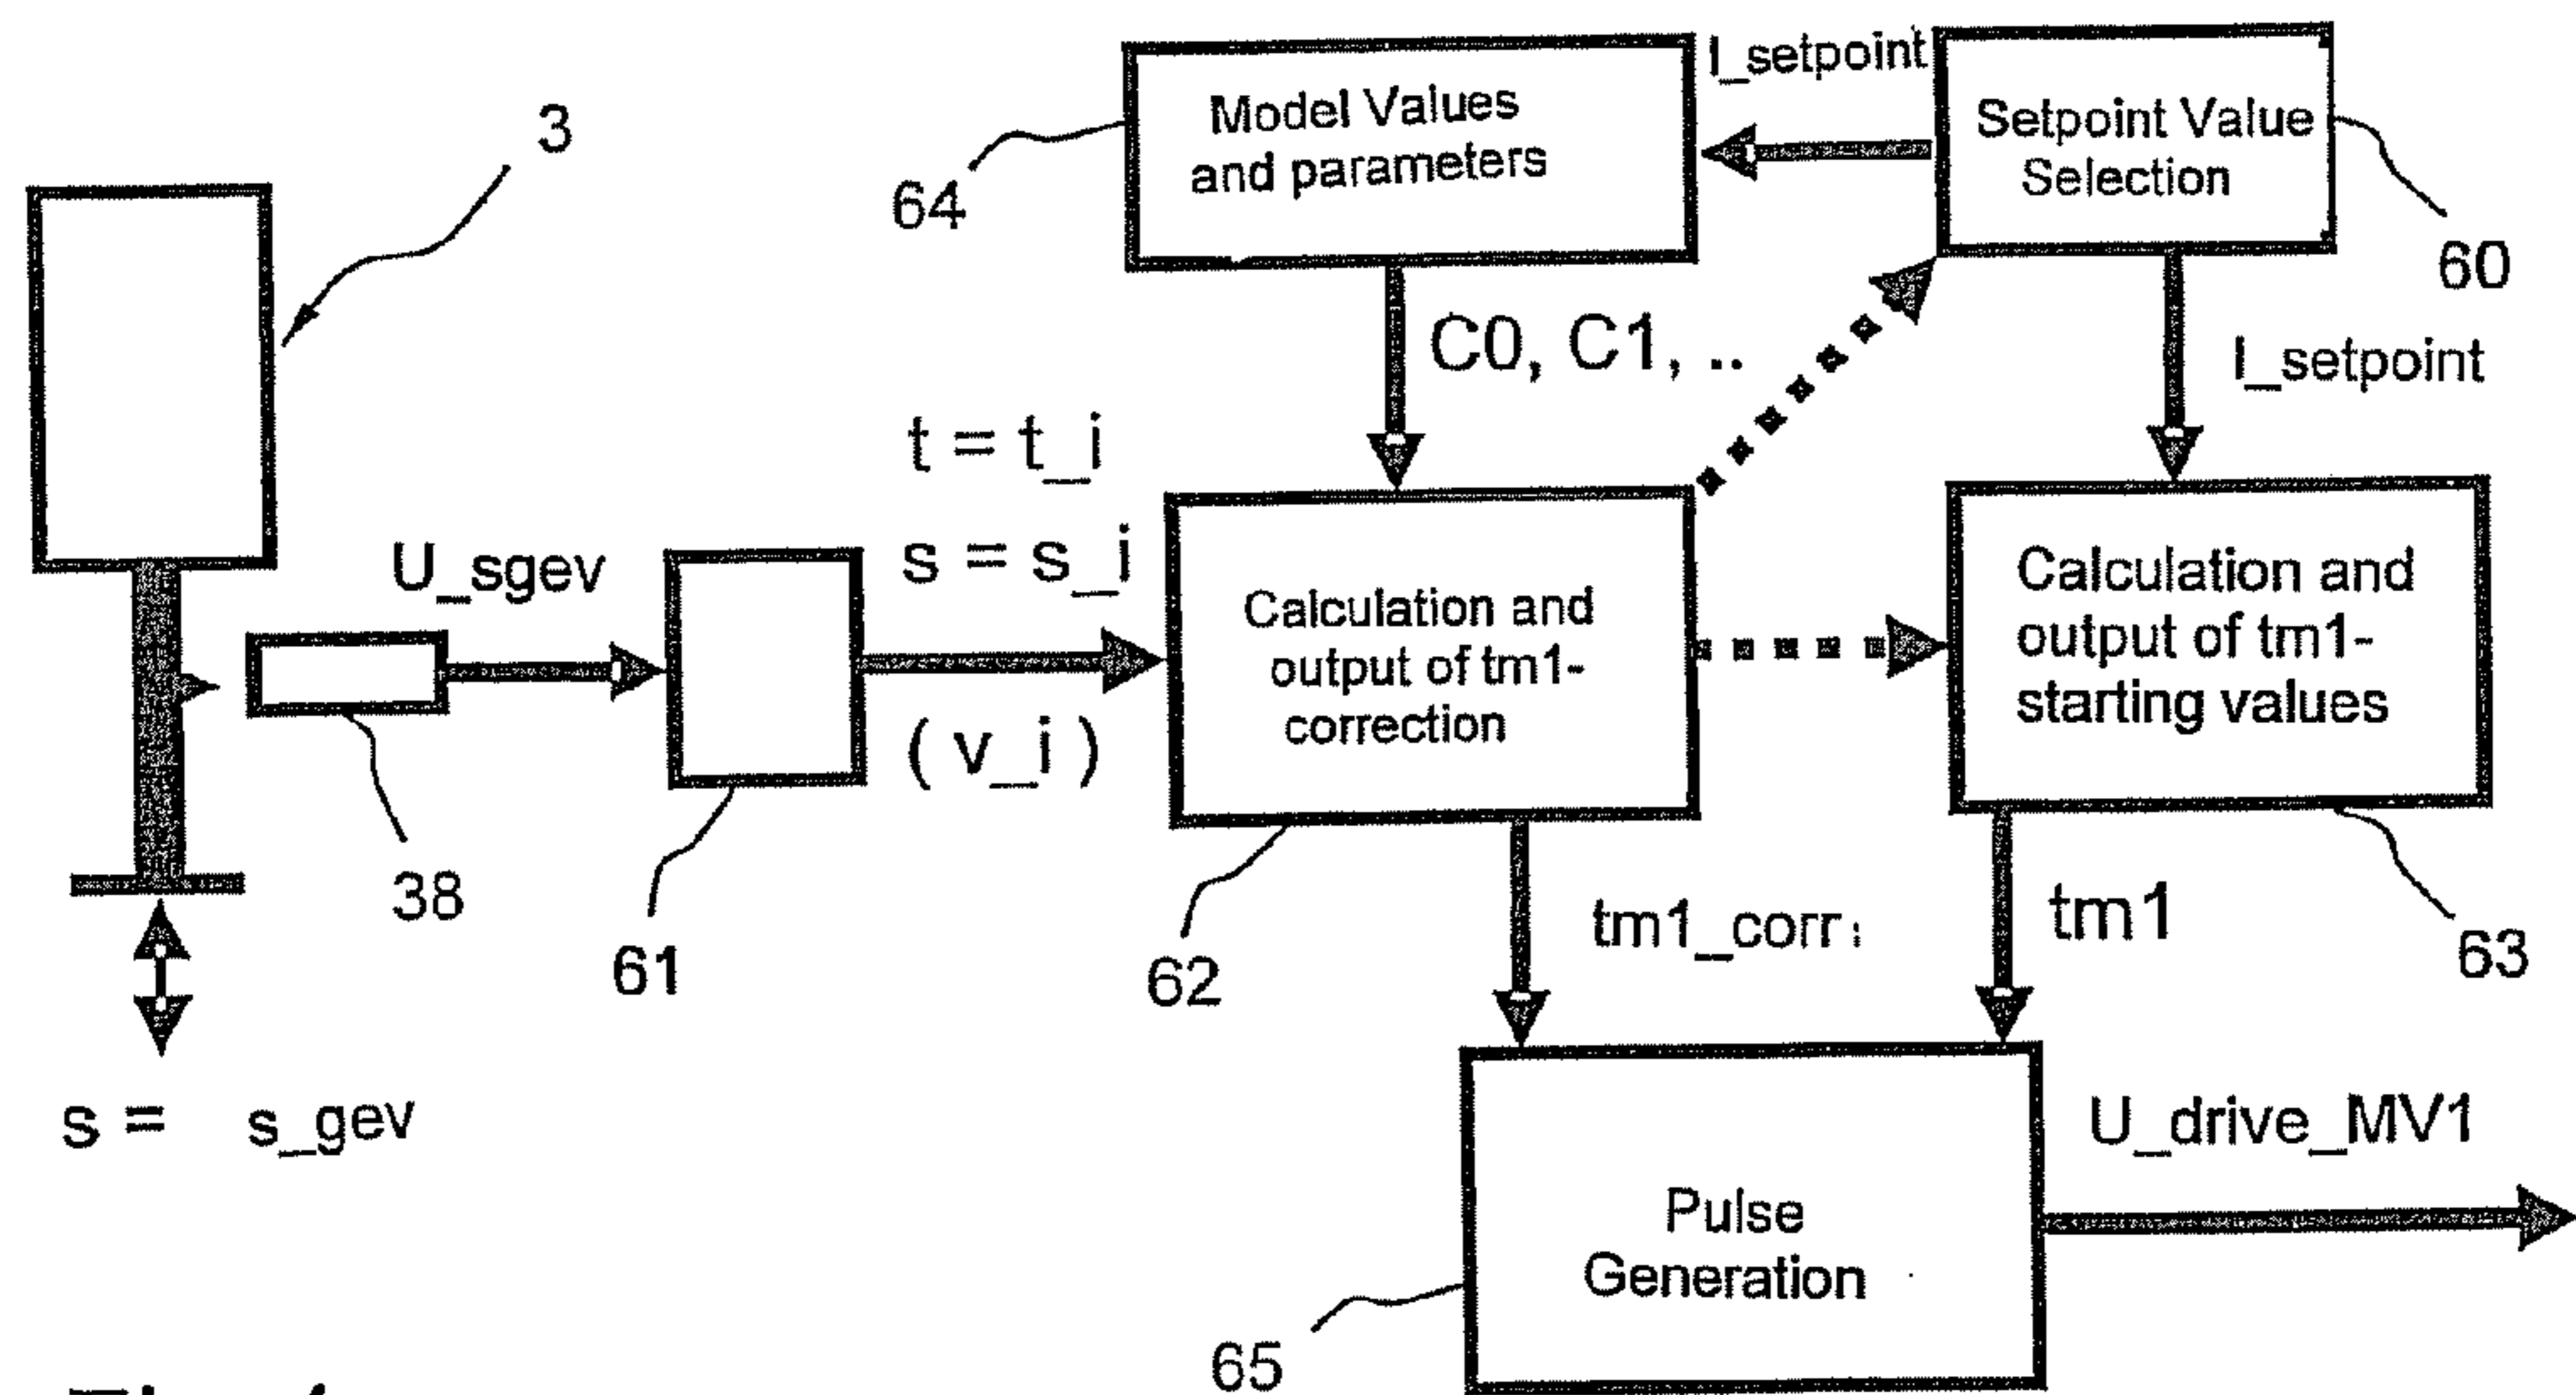 3
Model Values
and parameters
64
l_setpoint
Setpoint Value
Selection
60
C0, C1, ..
l_setpoint
t = t_i
s = s_i
( v_i )
U_sgev
38
61
Calculation and
output of tm1-
correction
62
Calculation and
output of tm1-
starting values
63
tm1_corr
tm1
s = s_gev
Pulse
Generation
65
U_drive_MV1